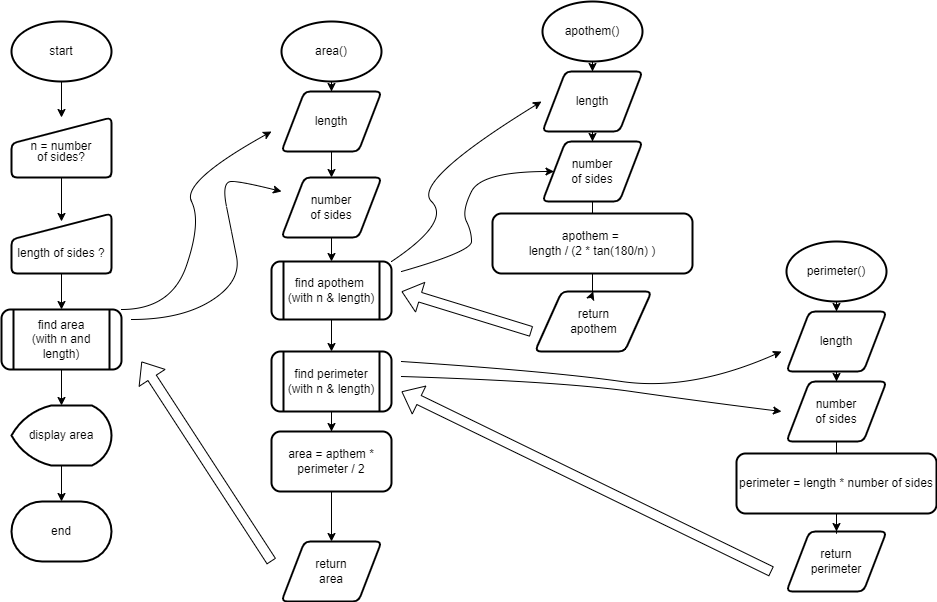 start
n = number
of sides?
length of sides ?
find area
(with n and
length)
display area
end
area()
length
number
of sides
find apothem
(with n & length)
find perimeter
(with n & length)
area = apthem *
perimeter / 2
return
area
apothem()
length
number
of sides
apothem =
length / (2 * tan(180/n) )
return
apothem
perimeter()
length
number
of sides
perimeter = length * number of sides
return
perimeter